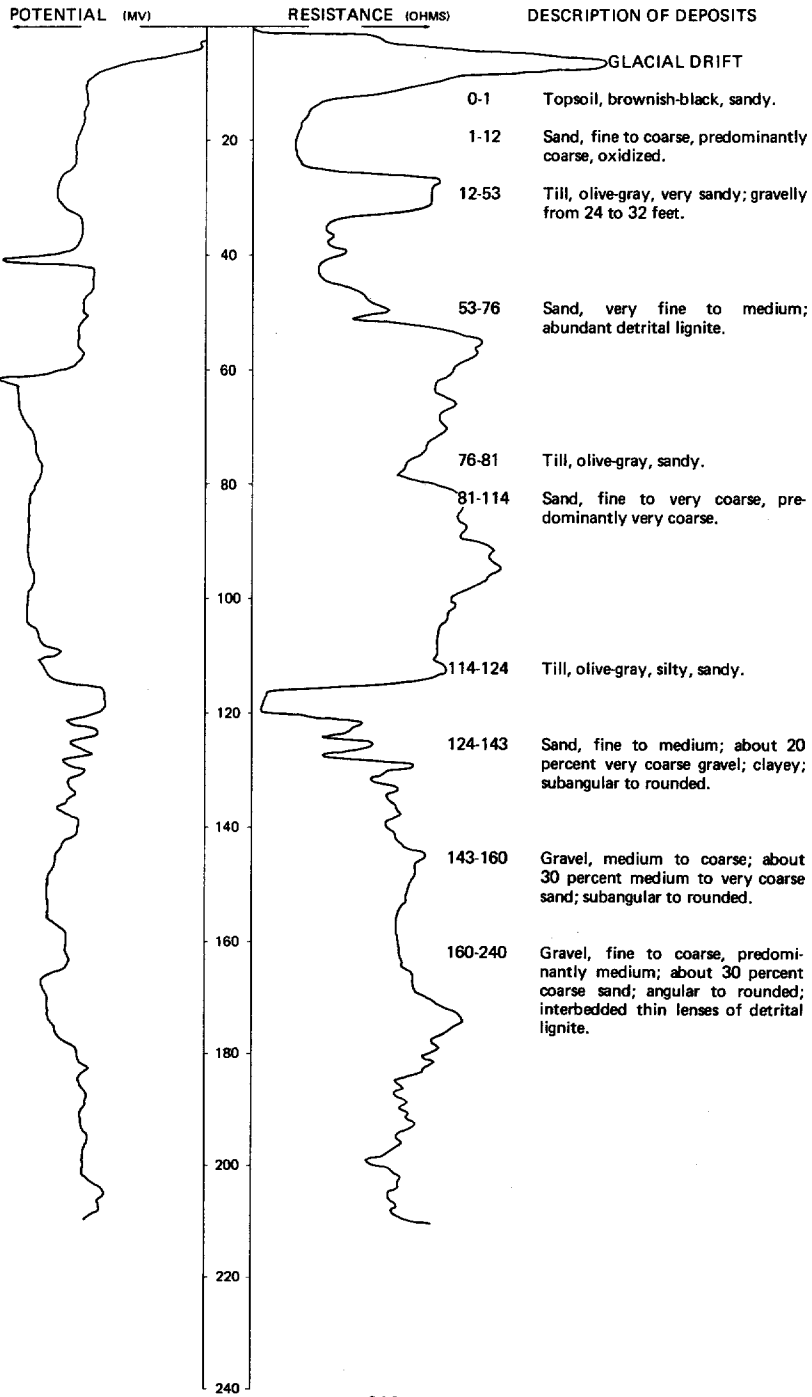 POTENTIAL (MV) RESISTANCE (OHMS) DESCRIPTION OF DEPOSITS
GLACIAL DRIFT
0-1 Topsoil, brownish-black, sandy.
20
1-12 Sand, fine to coarse, predominantly
coarse, oxidized.
12-53 Till, olive-gray, very sandy; gravelly
from 24 to 32 feet.
40
53-76 Sand, very fine to medium;
abundant detrital lignite.
60
76-81 Till, olive-gray, sandy.
80
81-114 Sand, fine to very coarse, pre-
dominantly very coarse.
100
114-124 Till, olive-gray, silty, sandy.
120
124-143 Sand, fine to medium; about 20
percent very coarse gravel; clayey;
subangular to rounded.
140
143-160 Gravel, medium to coarse; about
30 percent medium to very coarse
sand; subangular to rounded.
160
160-240 Gravel, fine to coarse, predomi-
nantly medium; about 30 percent
coarse sand; angular to rounded;
interbedded thin lenses of detrital
lignite.
180
200
220
240